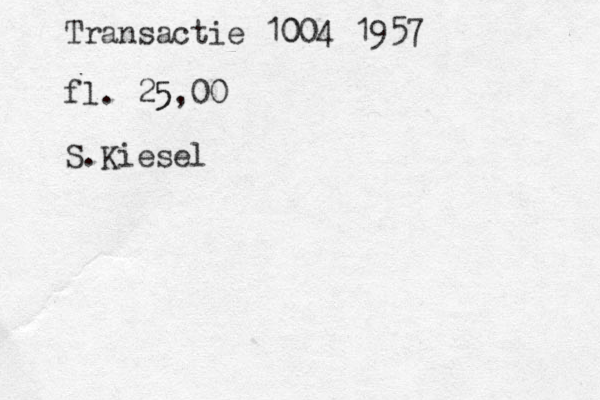 Transactie 1004 1957
fl. 25,00
S.Kiesel